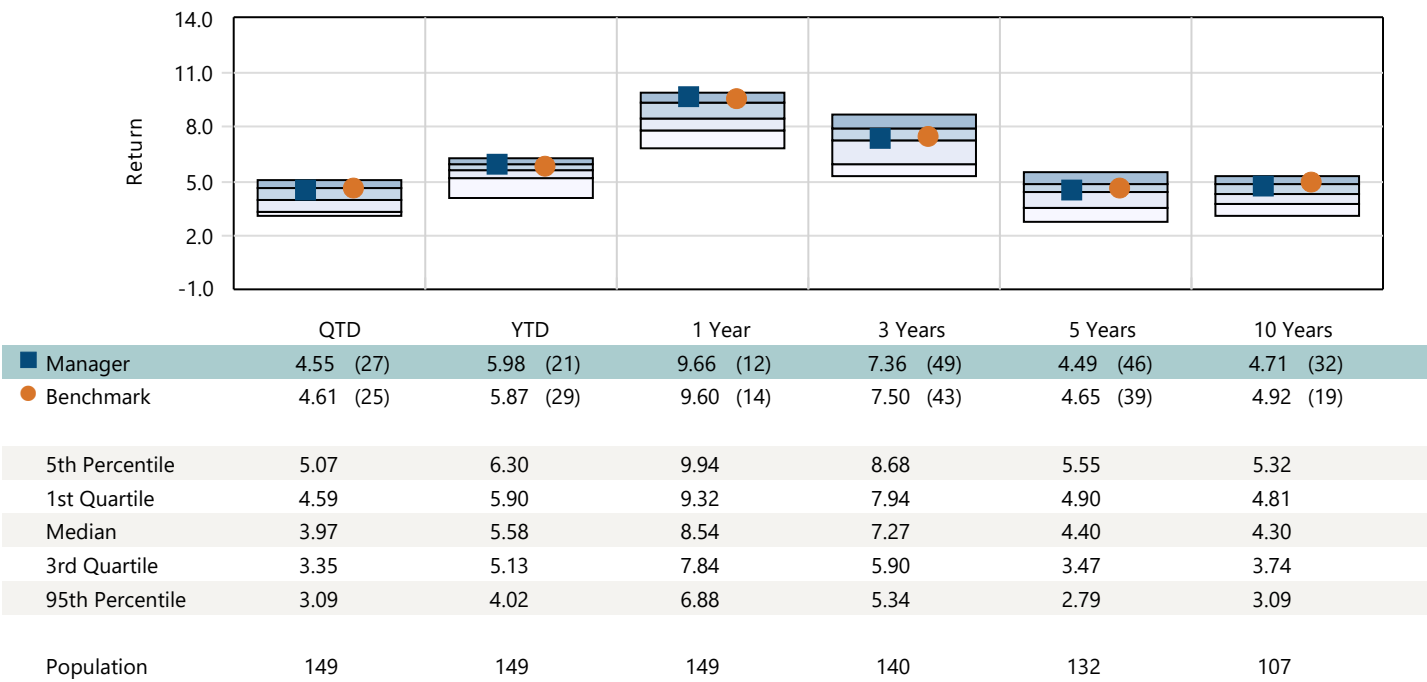 14.0
11.0
8.0
5.0
2.0
-1.0
Return
QTD YTD 1 Year 3 Years 5 Years 10 Years
Manager 4.55 (27) 5.98 (21) 9.66 (12) 7.36 (49) 4.49 (46) 4.71 (32)
Benchmark 4.61 (25) 5.87 (29) 9.60 (14) 7.50 (43) 4.65 (39) 4.92 (19)
5th Percentile 5.07 6.30 9.94 8.68 5.55 5.32
1st Quartile 4.59 5.90 9.32 7.94 4.90 4.81
Median 3.97 5.58 8.54 7.27 4.40 4.30
3rd Quartile 3.35 5.13 7.84 5.90 3.47 3.74
95th Percentile 3.09 4.02 6.88 5.34 2.79 3.09
Population 149 149 149 140 132 107